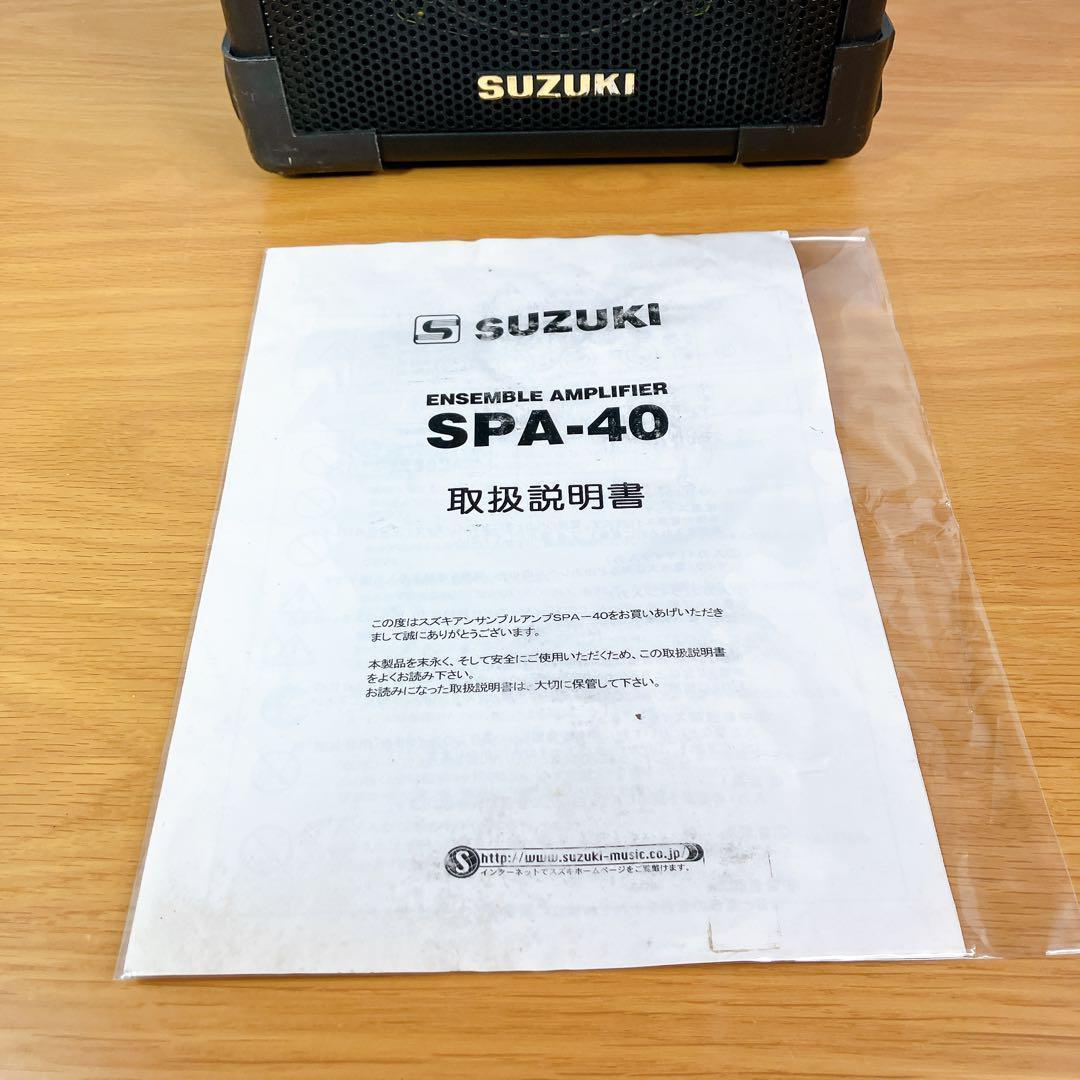 SUZUKI
SUZUKI
ENSEMBLE AMPLIFIER
SPA-40
取扱説明書
この度はスズキアンサンブルアンプSPA-40をお買いあげいただき
まして誠にありがとうございます。
本製品を末永く、そして安全にご使用いただくため、この取扱説明書
をよくお読み下さい。
お読みになった取扱説明書は、大切に保管して下さい。
http://www.suzuki-music.co.jp/
インターネットでスズキホームページをご覧頂けます。